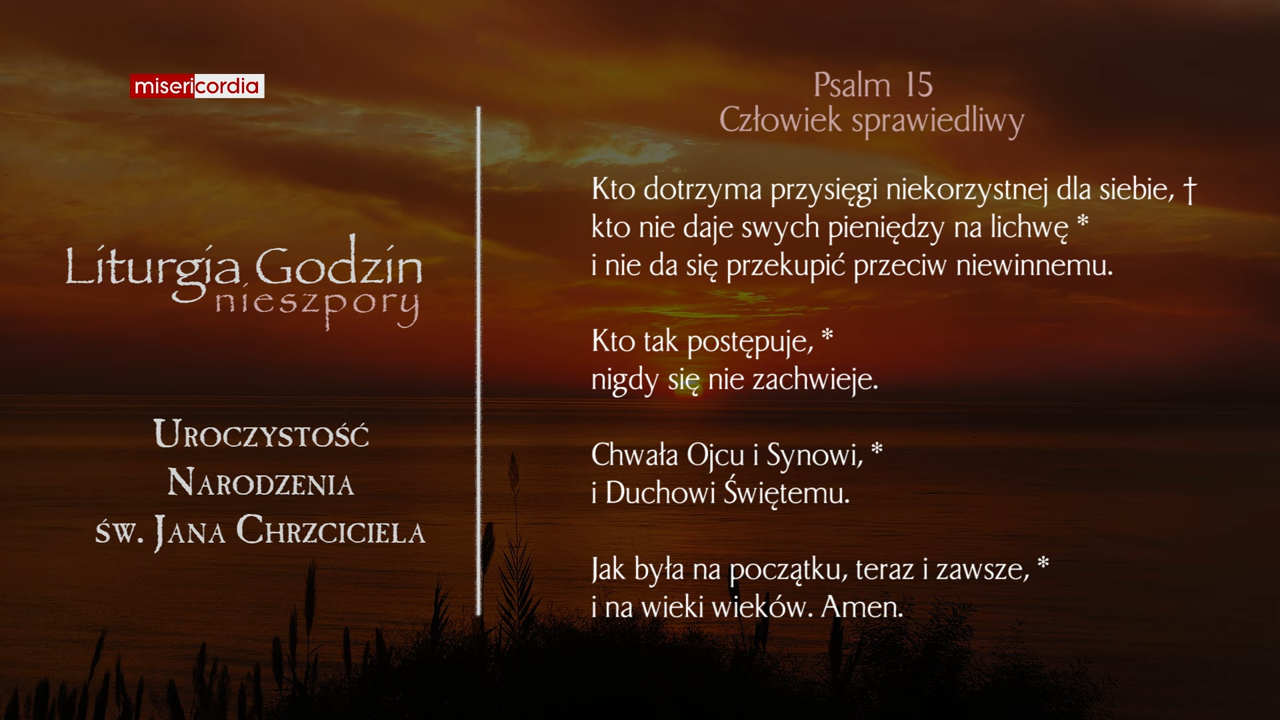 misericordia
Liturgia Godzin
nieszpory
Uroczystość
Narodzenia
św. Jana Chrzciciela
Psalm 15
Człowiek sprawiedliwy
Kto dotrzyma przysięgi niekorzystnej dla siebie, †
kto nie daje swych pieniędzy na lichwę *
i nie da się przekupić przeciw niewinnemu.
Kto tak postępuje, *
nigdy się nie zachwieje.
Chwała Ojcu i Synowi, *
i Duchowi Świętemu.
Jak była na początku, teraz i zawsze, *
i na wieki wieków. Amen.